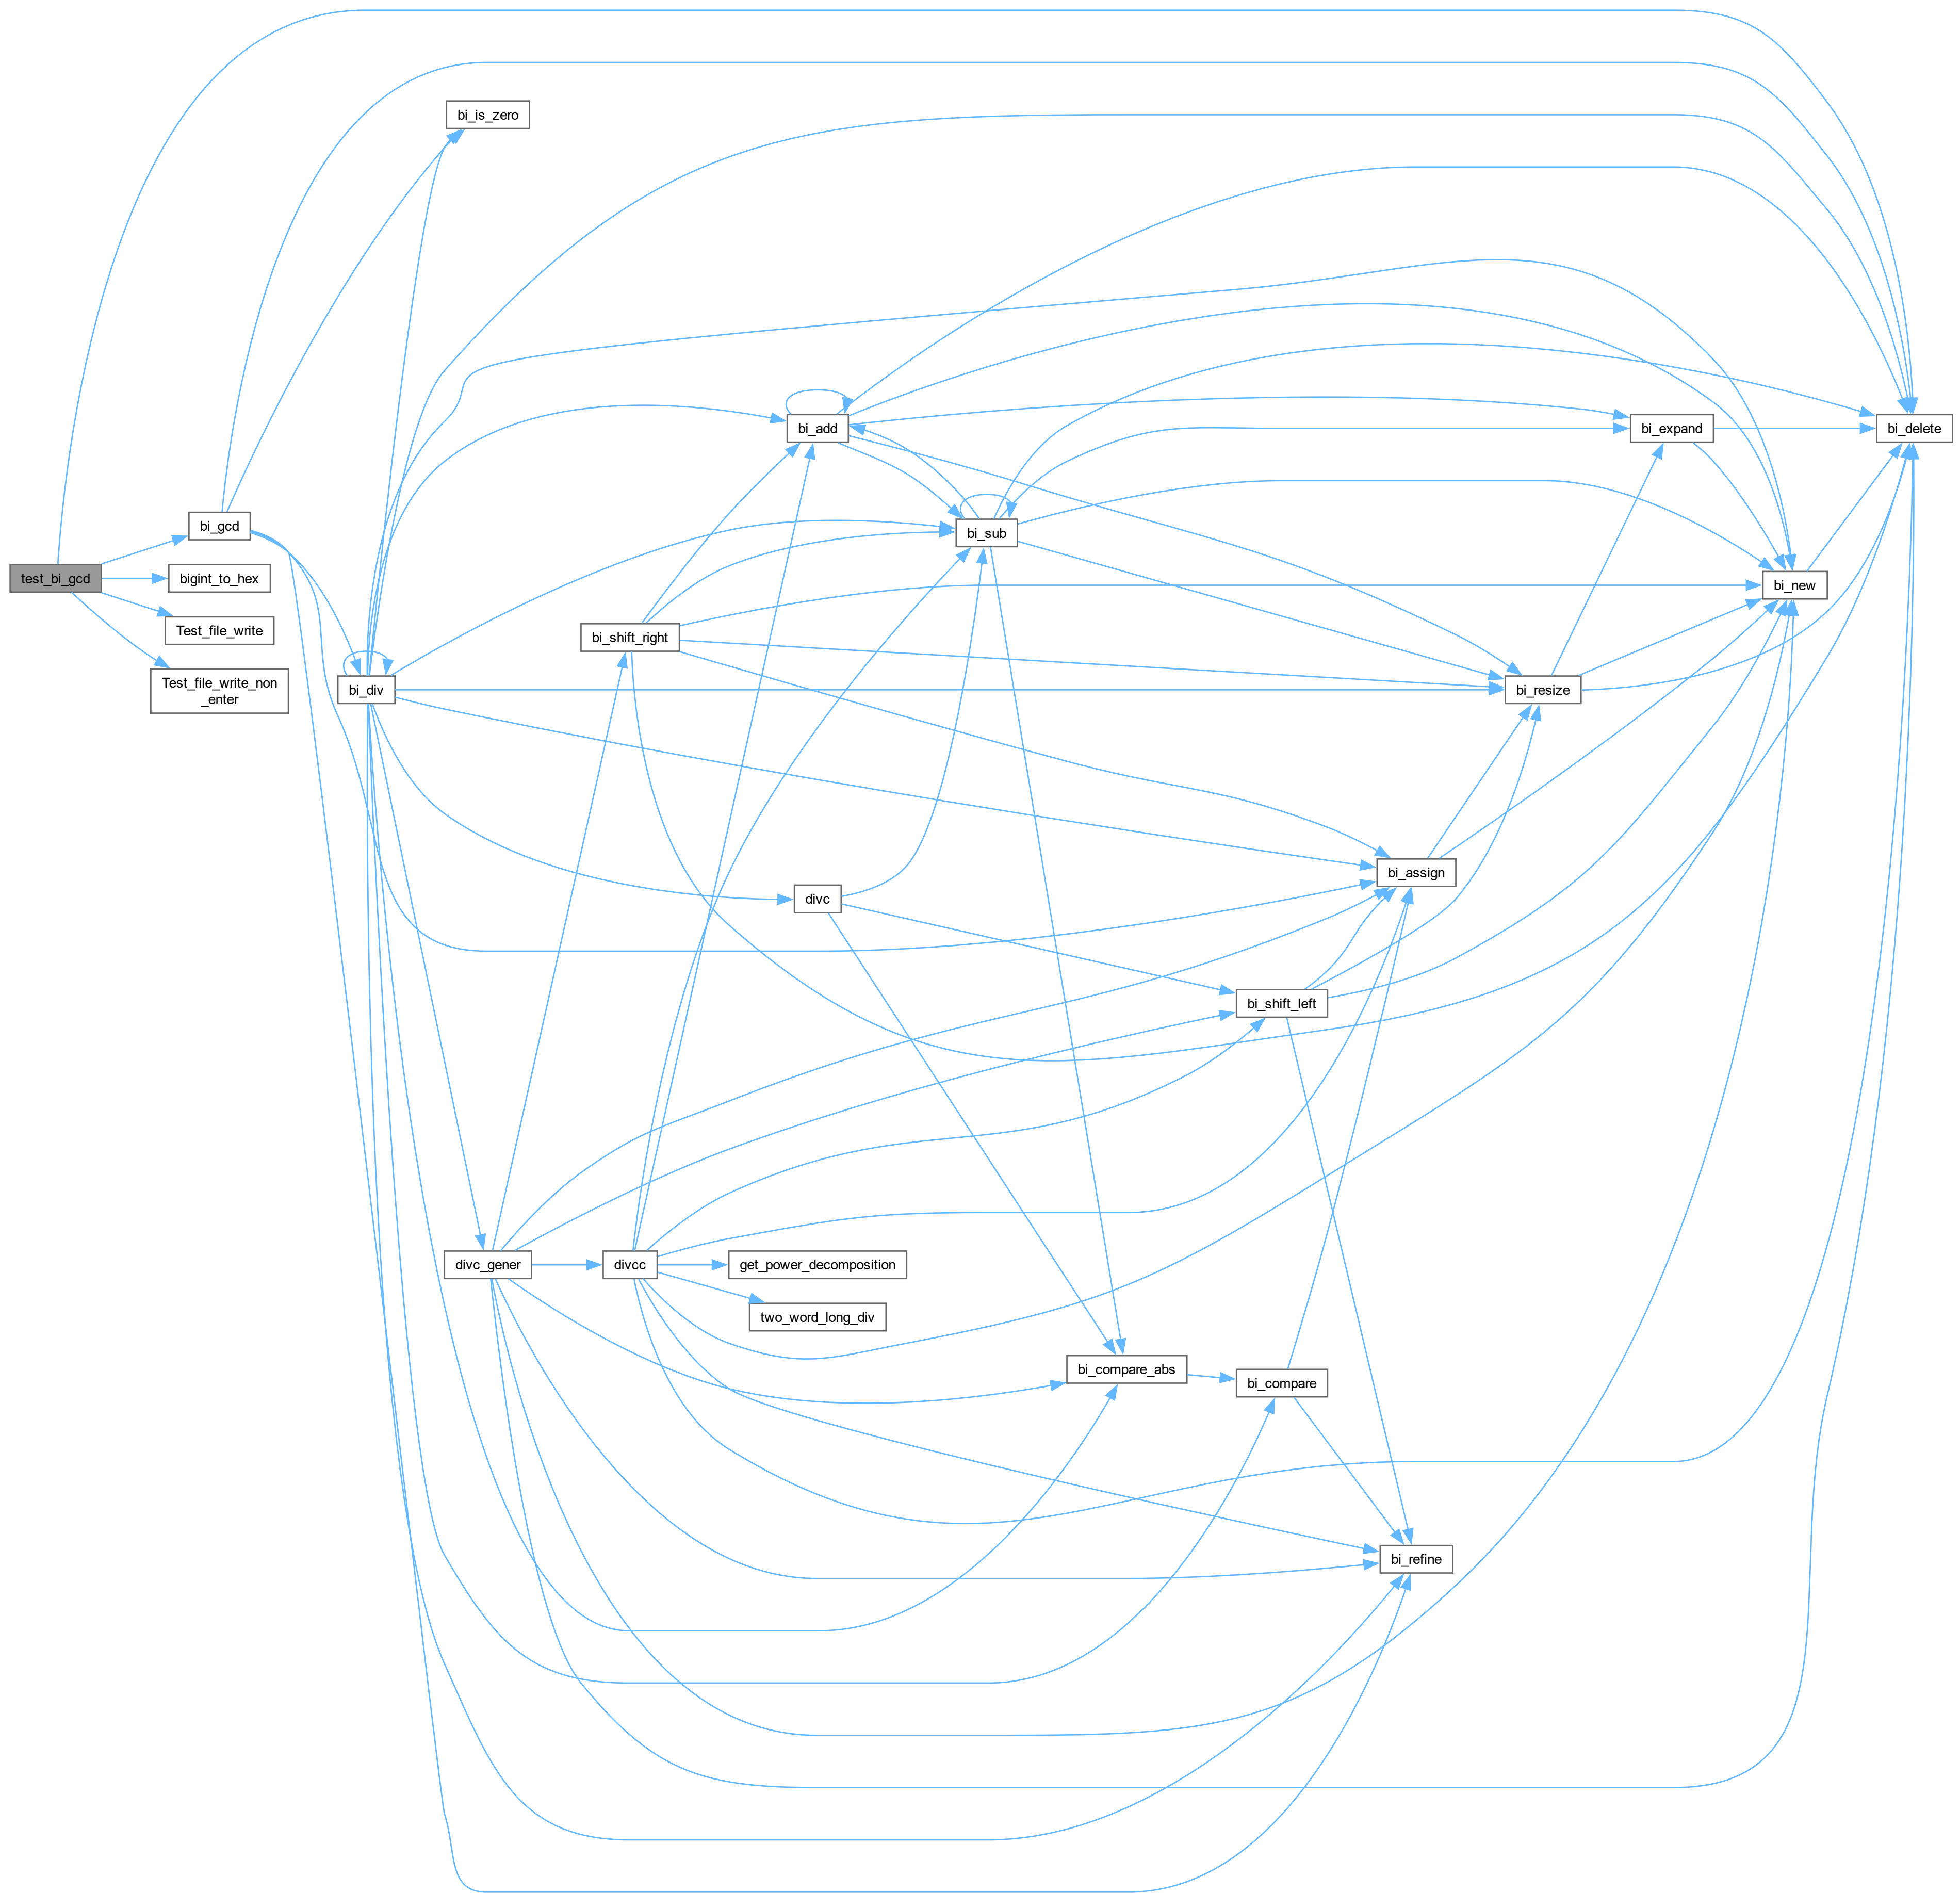 bi_is_zero
bi_add
bi_expand
bi_delete
bi_gcd
bi_sub
test_bi_gcd
bigint_to_hex
bi_new
Test_file_write
bi_shift_right
Test_file_write_non
_enter
bi_div
bi_resize
bi_assign
divc
bi_shift_left
divc_gener
divcc
get_power_decomposition
two_word_long_div
bi_compare_abs
bi_compare
bi_refine